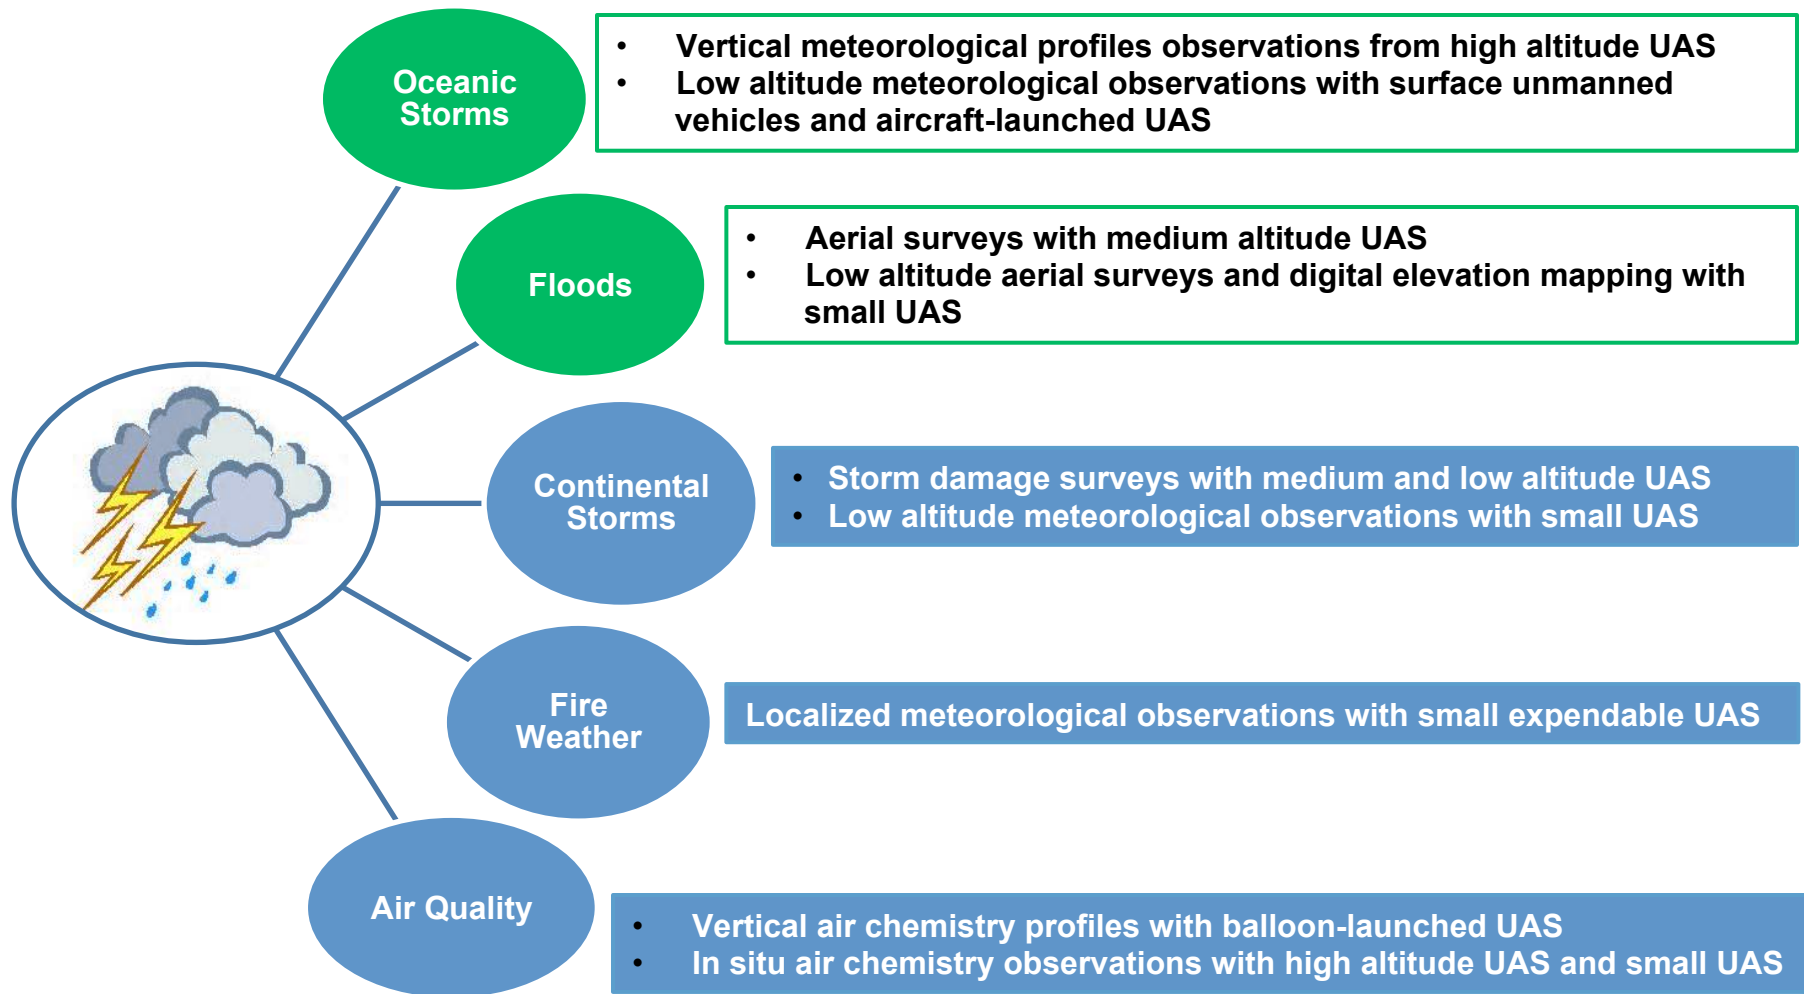 Oceanic
Storms
• Vertical meteorological profiles observations from high altitude UAS
• Low altitude meteorological observations with surface unmanned
vehicles and aircraft-launched UAS
Floods
• Aerial surveys with medium altitude UAS
• Low altitude aerial surveys and digital elevation mapping with
small UAS
Continental
Storms
• Storm damage surveys with medium and low altitude UAS
• Low altitude meteorological observations with small UAS
Fire
Weather
Localized meteorological observations with small expendable UAS
Air Quality
• Vertical air chemistry profiles with balloon-launched UAS
• In situ air chemistry observations with high altitude UAS and small UAS